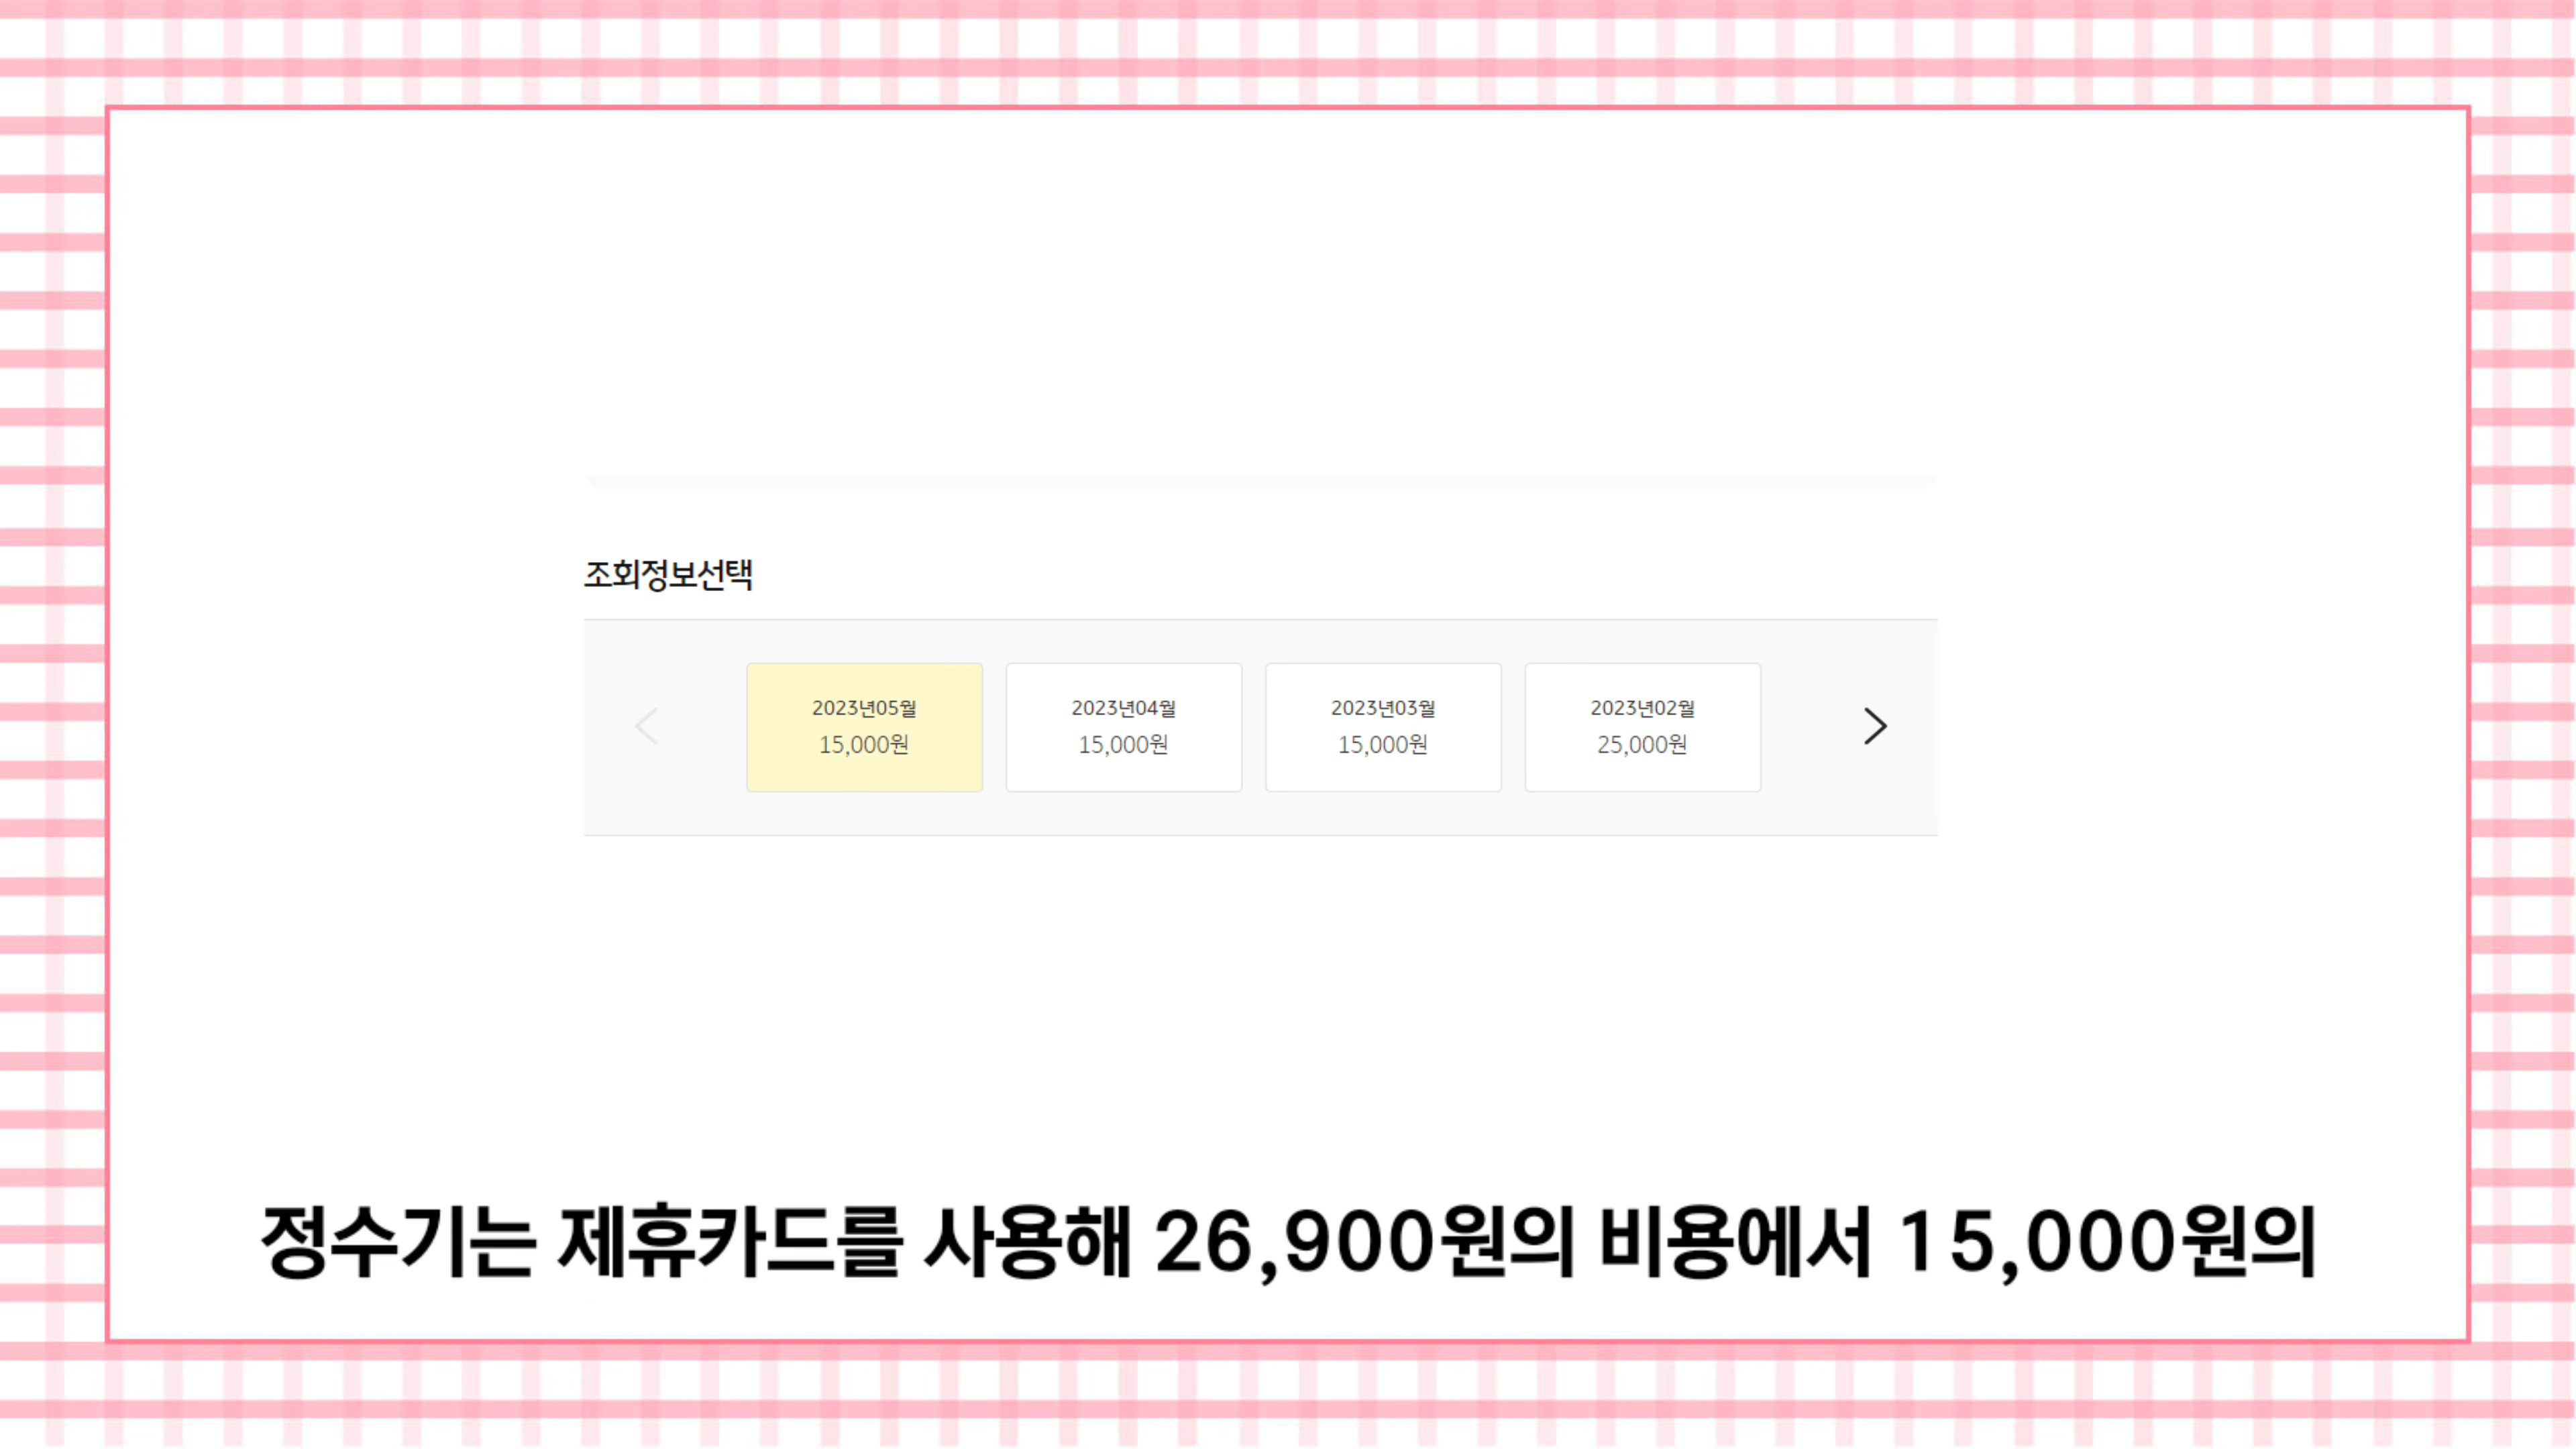 조회정보선택
2023년05월
15,000원
2023년04월
15,000원
2023년03월
15,000원
2023년02월
25,000원
정수기는 제휴카드를 사용해 26,900원의 비용에서 15,000원의